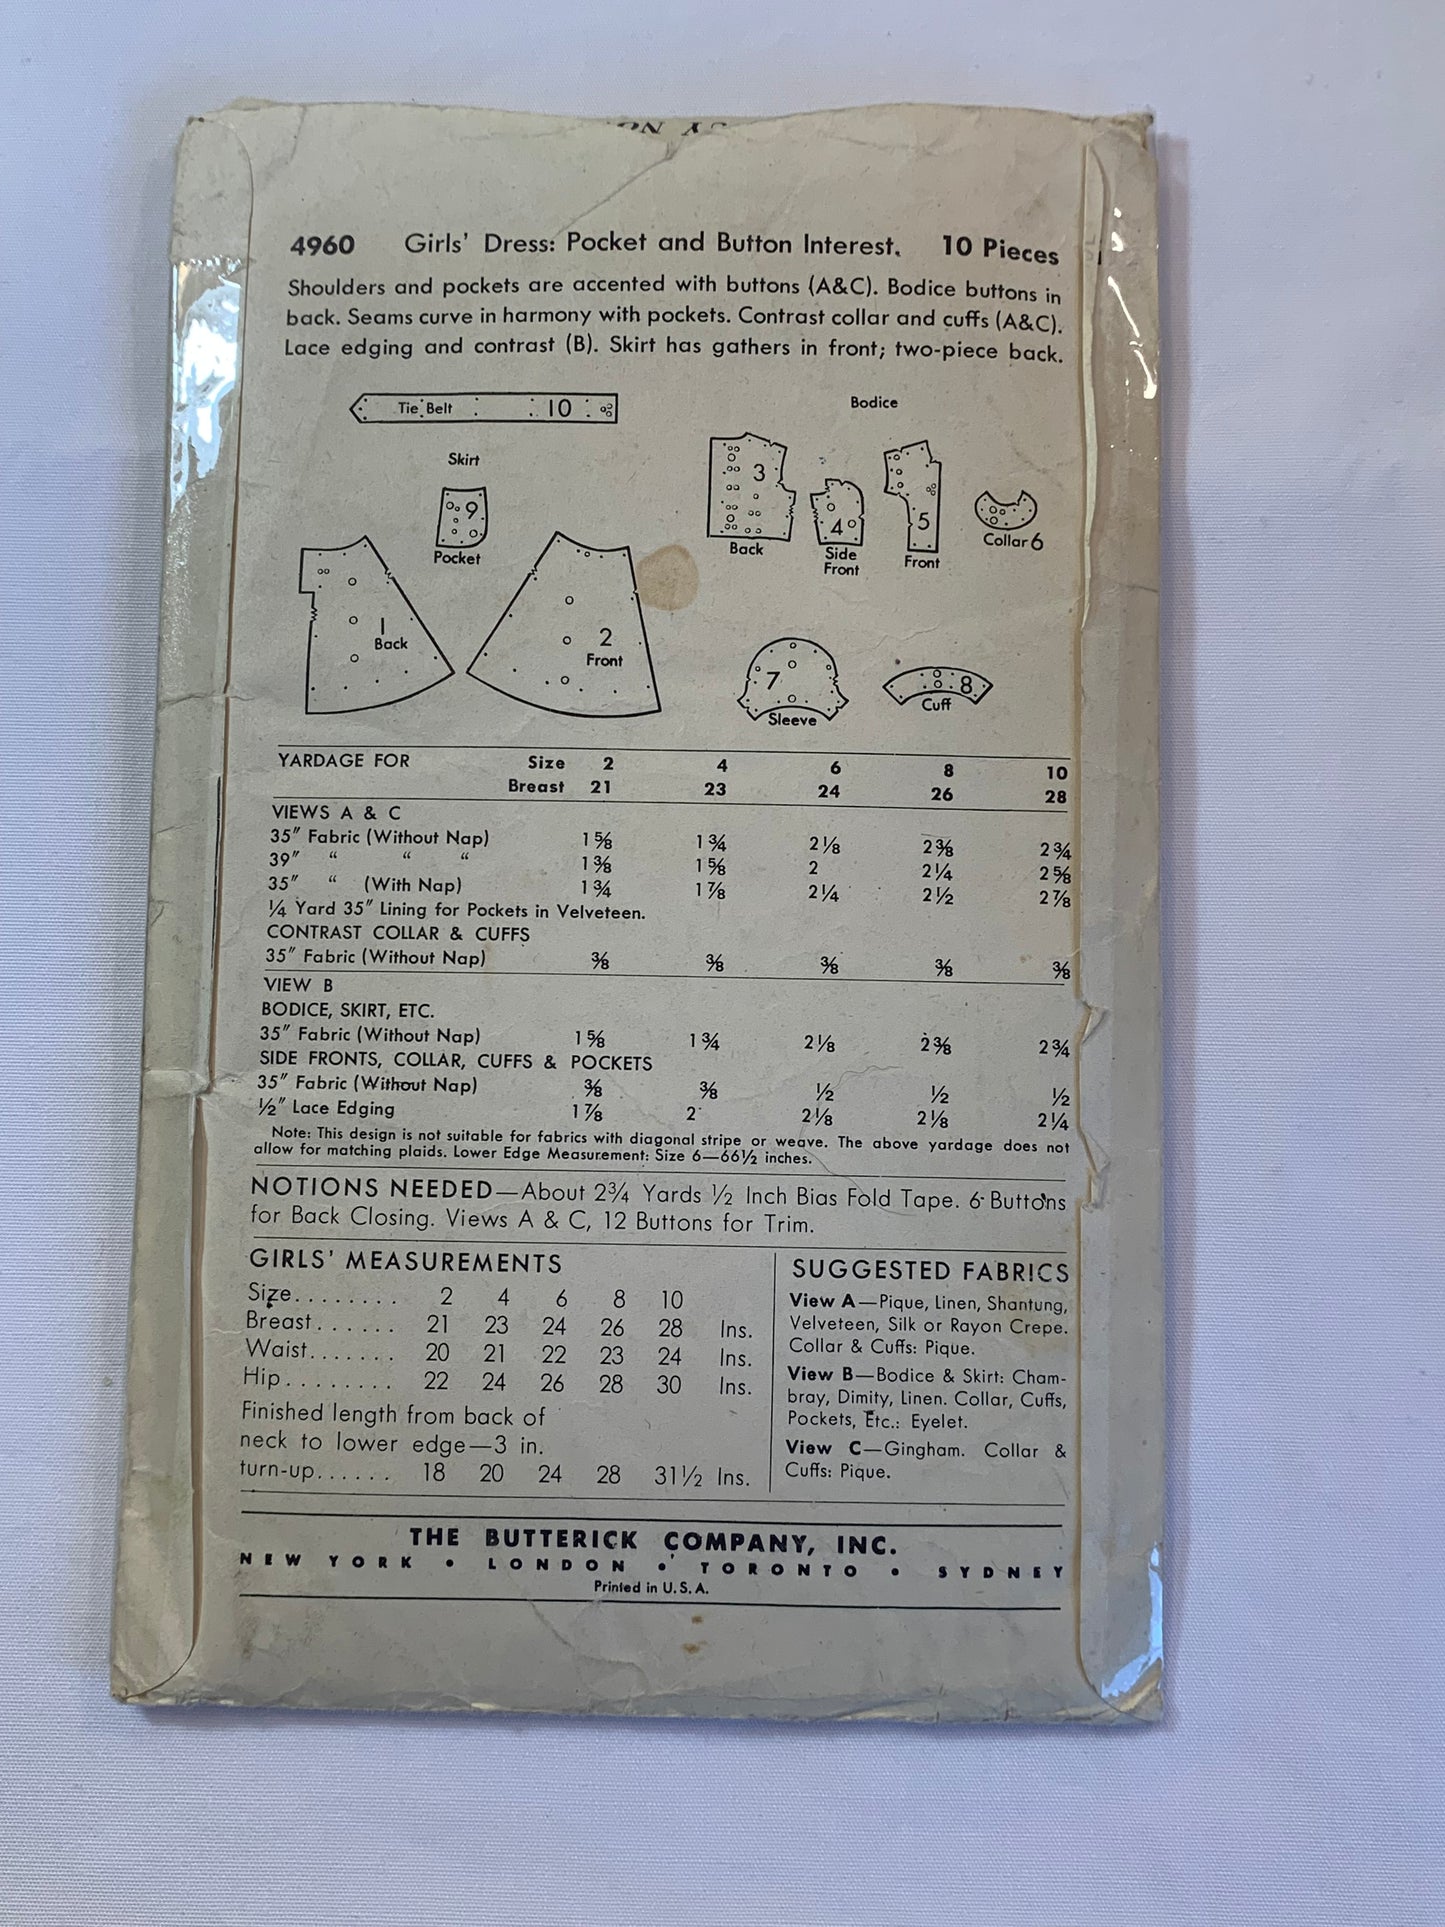 4960 Girls' Dress: Pocket and Button Interest. 10 Pieces
Shoulders and pockets are accented with buttons (A&C). Bodice buttons in
back. Seams curve in harmony with pockets. Contrast collar and cuffs (A&C).
Lace edging and contrast (B). Skirt has gathers in front; two-piece back.
Tie Belt 10
Bodice
Skirt
9
Pocket
3
Back
4
Side
Front
5
Front
Collar 6
1
Back
2
Front
7
Sleeve
8
Cuff
YARDAGE FOR Size 2 4 6 8 10
Breast 21 23 24 26 28
VIEWS A & C
35″ Fabric (Without Nap) 1⅝ 1¾ 2⅛ 2⅜ 2¾
39″ “ “ “ 1⅜ 1⅝ 2 2¼ 2⅝
35″ “ (With Nap) 1¾ 1⅞ 2¼ 2½ 2⅞
¼ Yard 35″ Lining for Pockets in Velveteen.
CONTRAST COLLAR & CUFFS
35″ Fabric (Without Nap) ⅜ ⅜ ⅜ ⅜ ⅜
VIEW B
BODICE, SKIRT, ETC.
35″ Fabric (Without Nap) 1⅝ 1¾ 2⅛ 2⅜ 2¾
SIDE FRONTS, COLLAR, CUFFS & POCKETS
35″ Fabric (Without Nap) ⅜ ⅜ ½ ½ ½
½″ Lace Edging 1⅞ 2 2⅛ 2⅛ 2¼
Note: This design is not suitable for fabrics with diagonal stripe or weave. The above yardage does not
allow for matching plaids. Lower Edge Measurement: Size 6—66½ inches.
NOTIONS NEEDED—About 2¾ Yards ½ Inch Bias Fold Tape. 6 Buttons
for Back Closing. Views A & C, 12 Buttons for Trim.
GIRLS' MEASUREMENTS
Size........ 2 4 6 8 10
Breast...... 21 23 24 26 28 Ins.
Waist....... 20 21 22 23 24 Ins.
Hip........ 22 24 26 28 30 Ins.
Finished length from back of
neck to lower edge—3 in.
turn-up...... 18 20 24 28 31½ Ins.
SUGGESTED FABRICS
View A—Pique, Linen, Shantung,
Velveteen, Silk or Rayon Crepe.
Collar & Cuffs: Pique.
View B—Bodice & Skirt: Cham-
bray, Dimity, Linen. Collar, Cuffs,
Pockets, Etc.: Eyelet.
View C—Gingham. Collar &
Cuffs: Pique.
THE BUTTERICK COMPANY, INC.
NEW YORK • LONDON • TORONTO • SYDNEY
Printed in U.S.A.